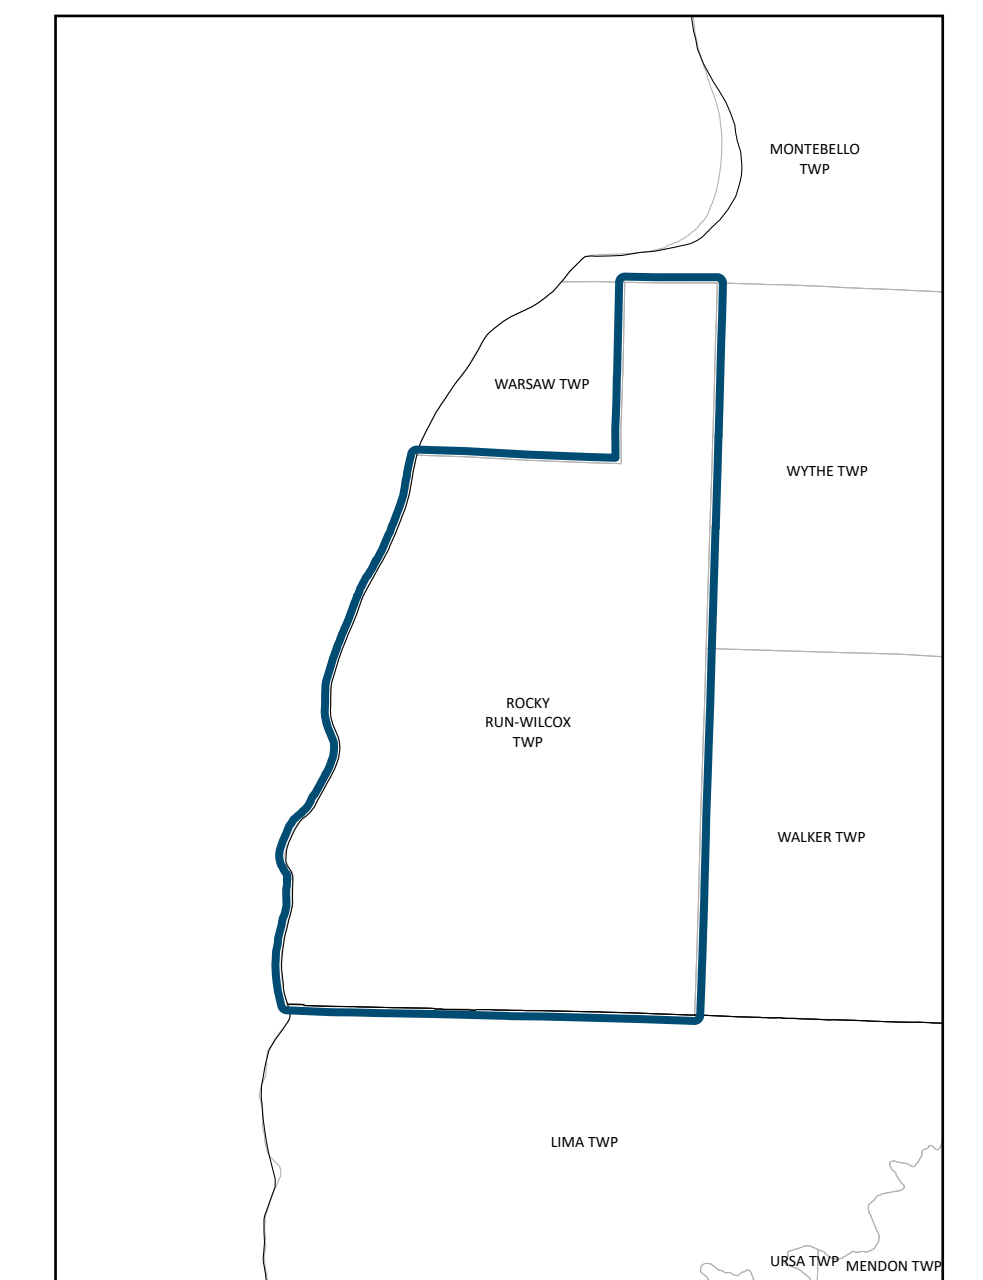 MONTEBELLO
TWP
WARSAW TWP
WYTHE TWP
ROCKY
RUN-WILCOX
TWP
WALKER TWP
LIMA TWP
URSA TWP
MENDON TWP